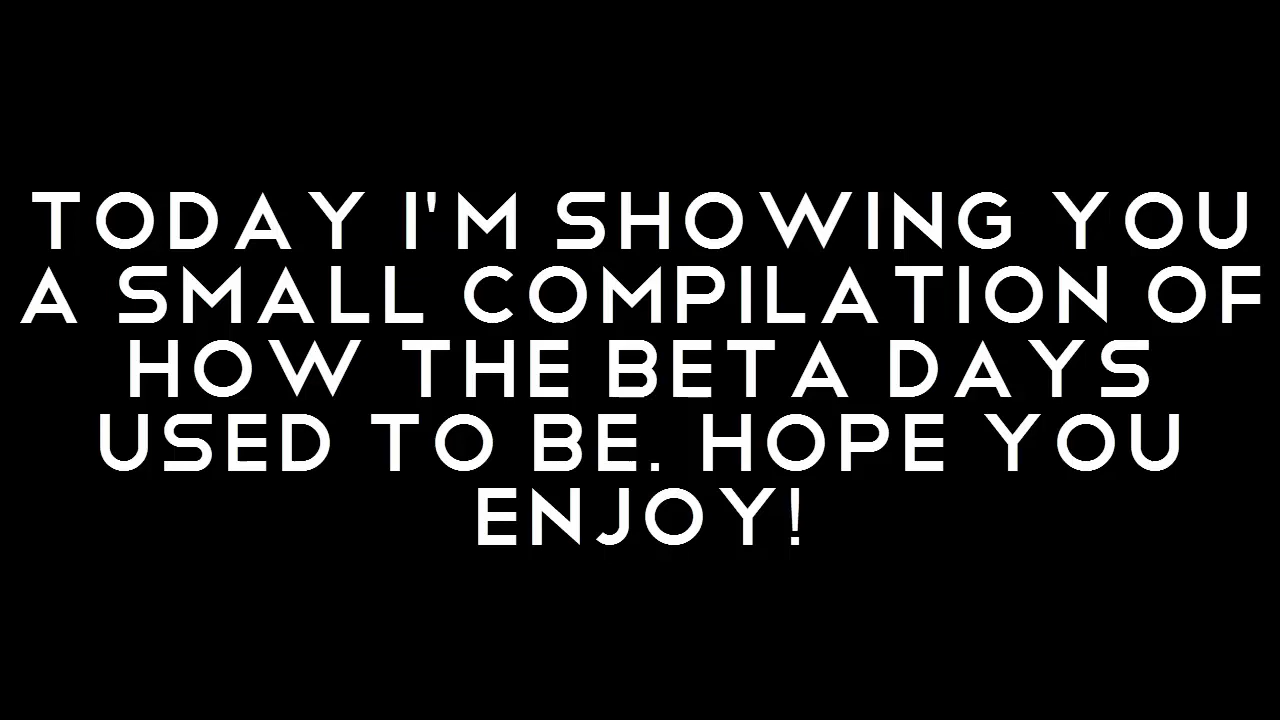 TODAY I'M SHOWING YOU
A SMALL COMPILATION OF
HOW THE BETA DAYS
USED TO BE. HOPE YOU
ENJOY!